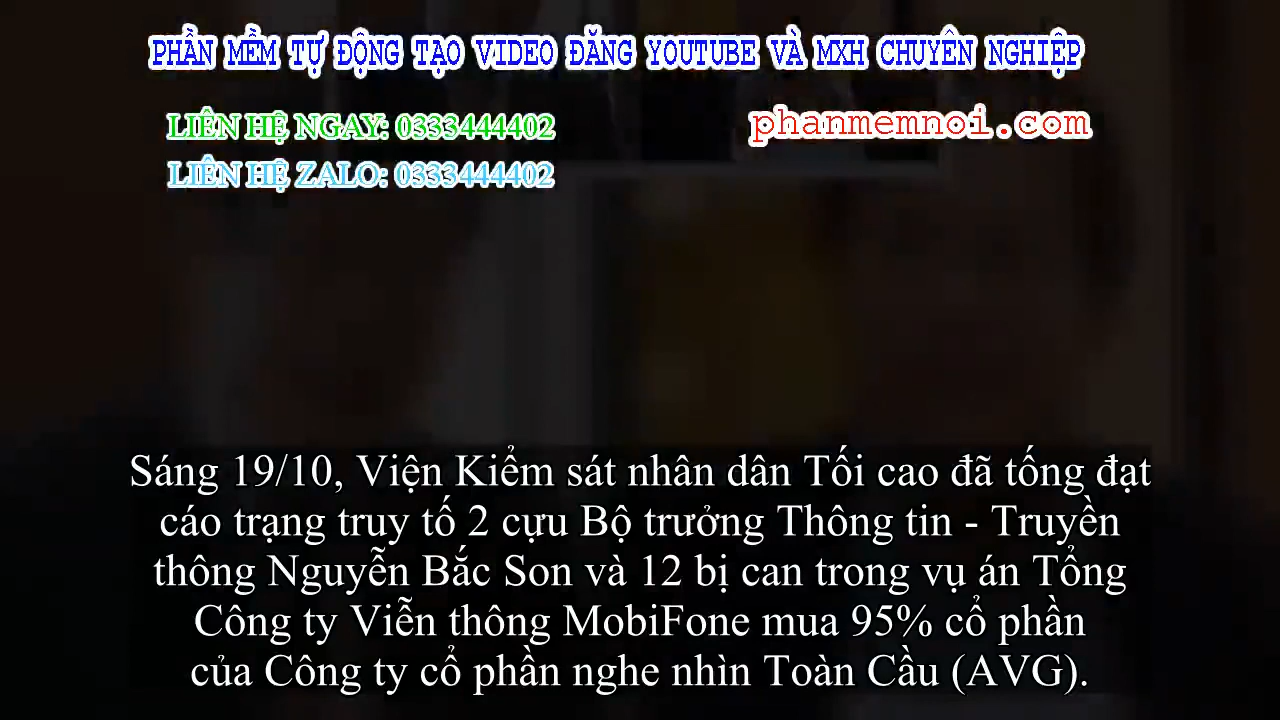 PHẦN MỀM TỰ ĐỘNG TẠO VIDEO ĐĂNG YOUTUBE VÀ MXH CHUYÊN NGHIỆP
LIÊN HỆ NGAY: 0333444402
phanmemnoi.com
LIÊN HỆ ZALO: 0333444402
Sáng 19/10, Viện Kiểm sát nhân dân Tối cao đã tống đạt
cáo trạng truy tố 2 cựu Bộ trưởng Thông tin - Truyền
thông Nguyễn Bắc Son và 12 bị can trong vụ án Tổng
Công ty Viễn thông MobiFone mua 95% cổ phần
của Công ty cổ phần nghe nhìn Toàn Cầu (AVG).